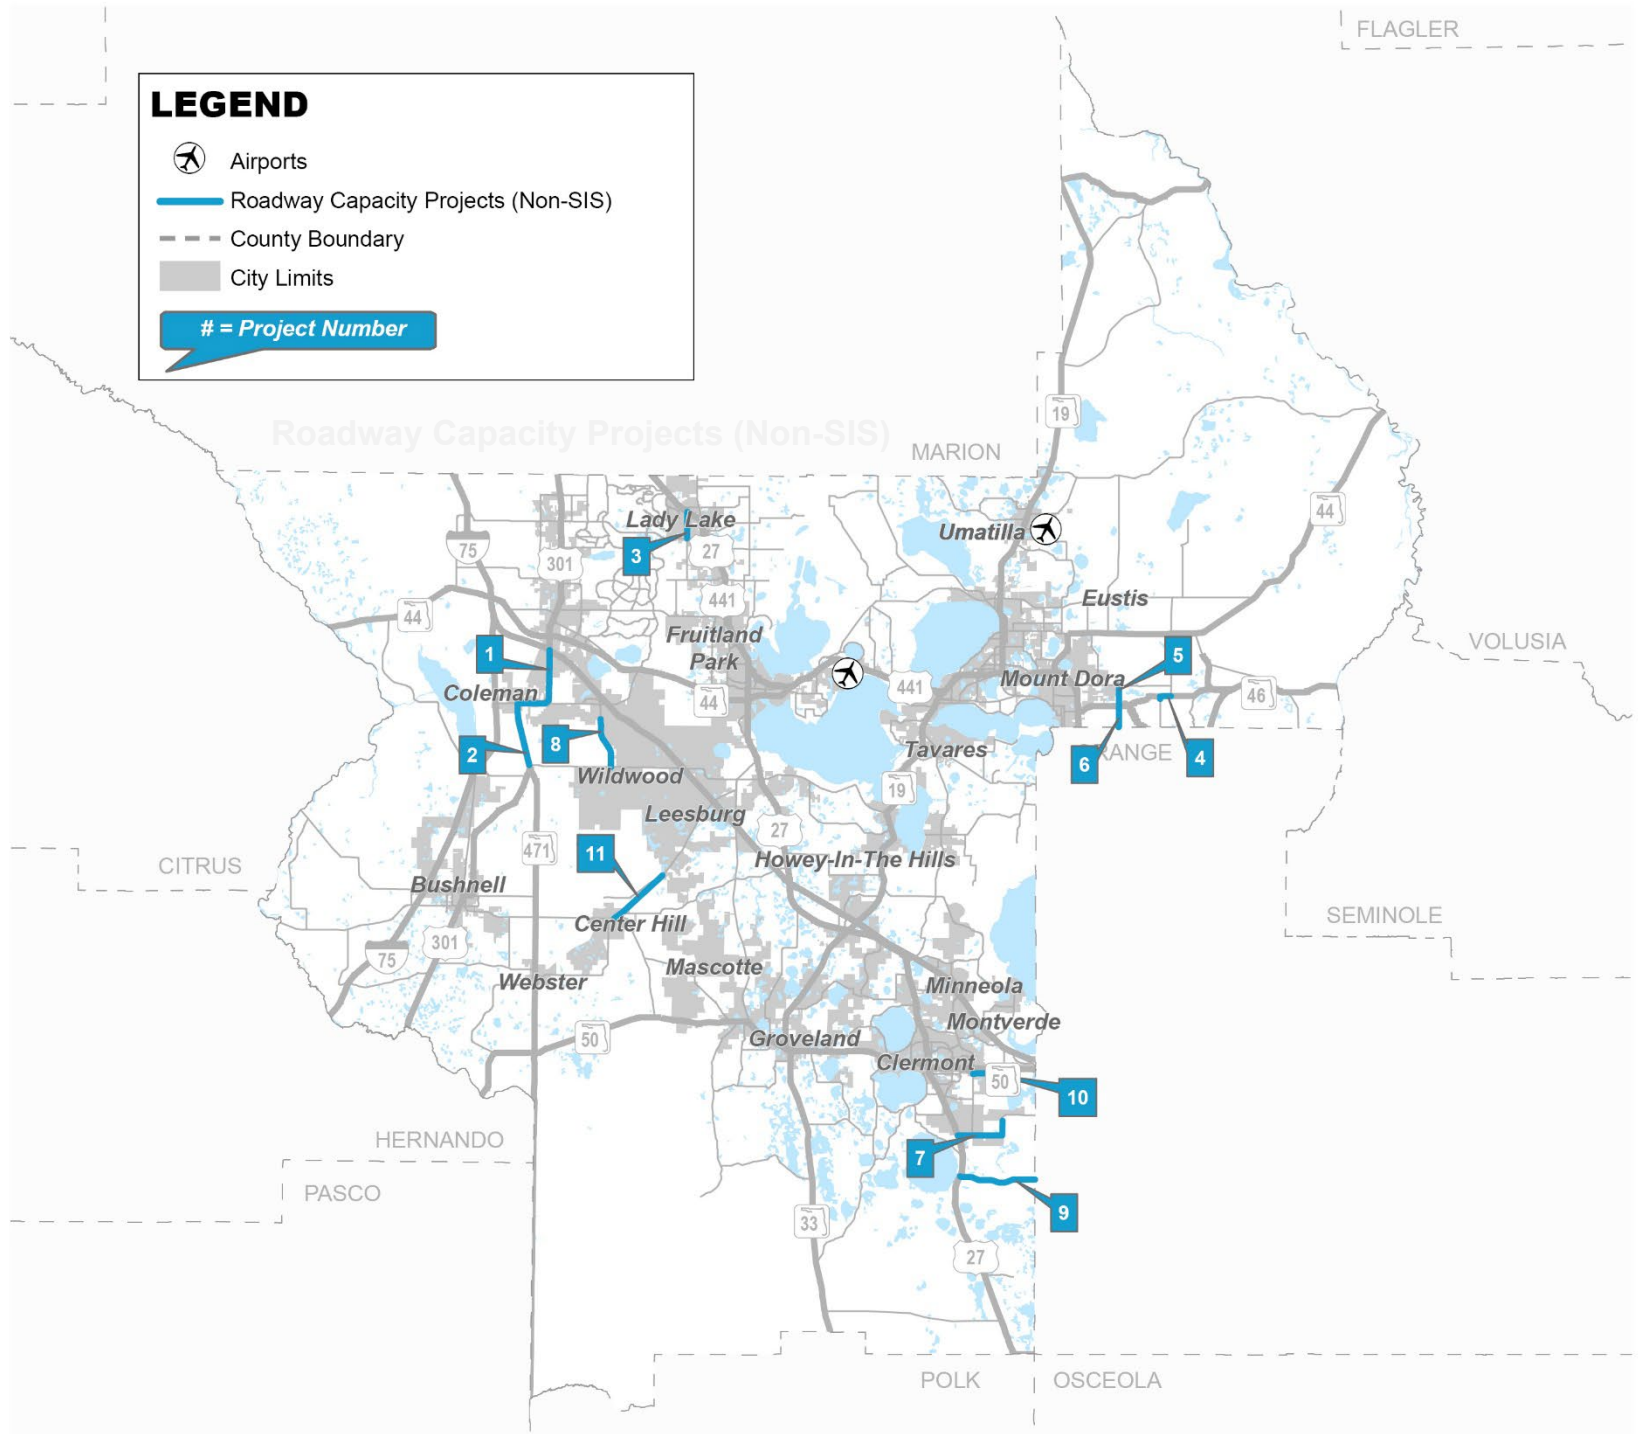 FLAGLER
LEGEND
Airports
Roadway Capacity Projects (Non-SIS)
County Boundary
City Limits
# = Project Number
19
Roadway Capacity Projects (Non-SIS)
MARION
44
Lady Lake
Umatilla
75
3
27
301
441
Eustis
44
Fruitland
Park
VOLUSIA
1
5
Coleman
Mount Dora
441
46
44
2
8
Tavares
6
ORANGE
4
Wildwood
19
Leesburg
27
471
11
Howey-In-The Hills
CITRUS
Bushnell
SEMINOLE
Center Hill
301
75
Mascotte
Webster
Minneola
Montverde
50
Groveland
Clermont
50
10
HERNANDO
7
PASCO
9
33
27
POLK
OSCEOLA